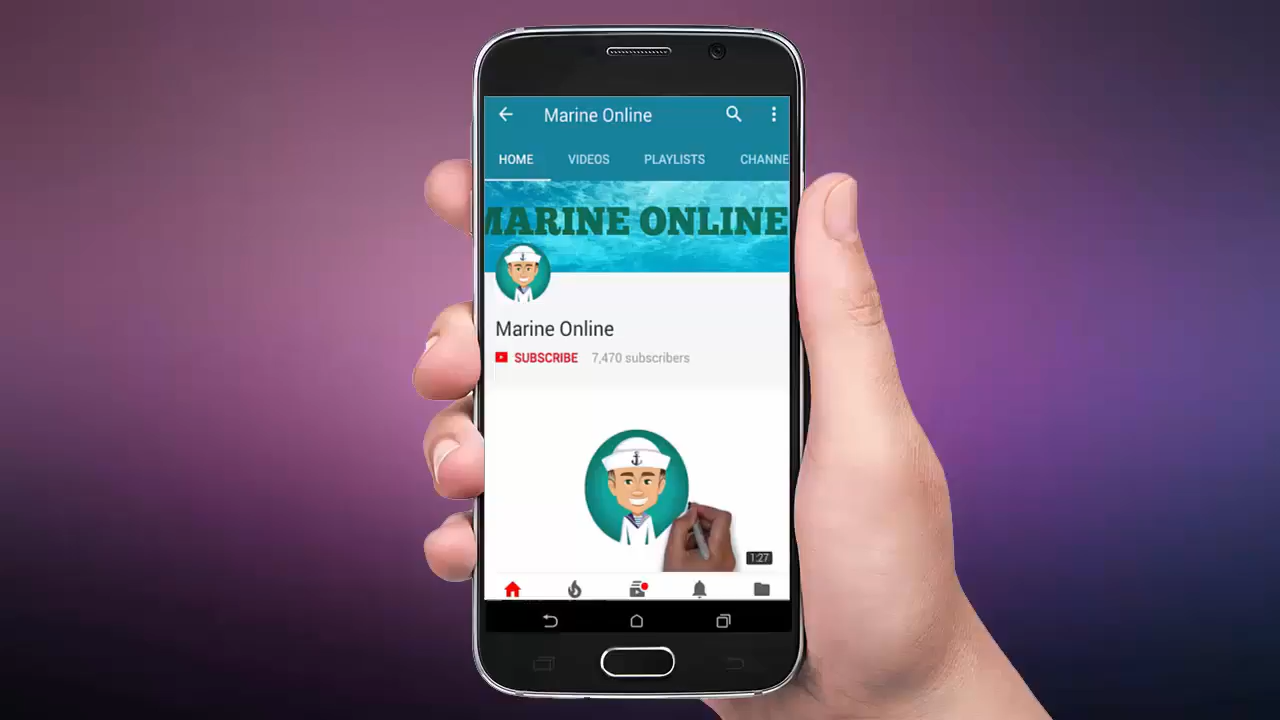 Marine Online
HOME VIDEOS PLAYLISTS CHANNE
MARINE ONLINE
Marine Online
SUBSCRIBE 7,470 subscribers
1:27